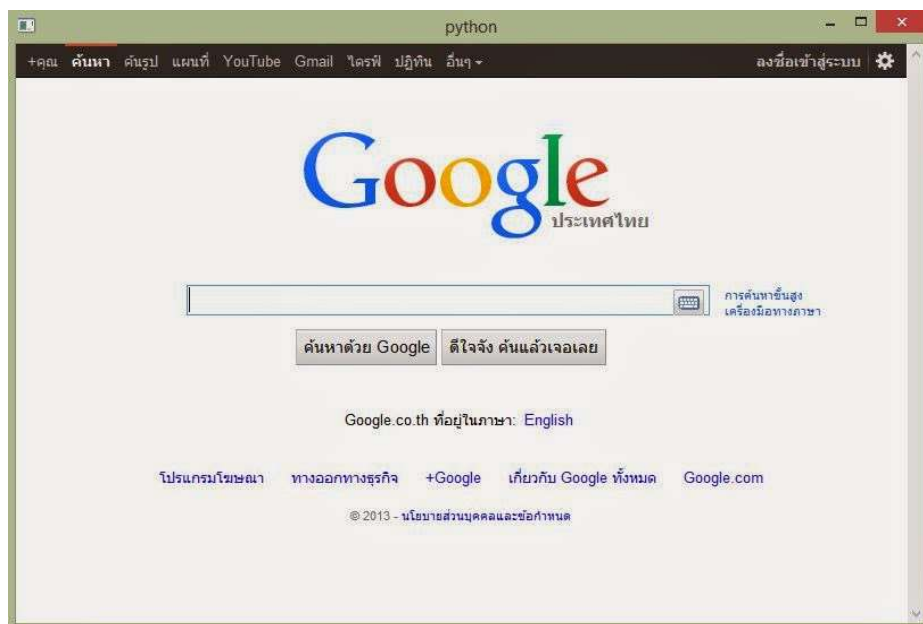 python
+คุณ ค้นหา ค้นรูป แผนที่ YouTube Gmail ไดรฟ์ ปฏิทิน อื่นๆ ลงชื่อเข้าสู่ระบบ
Google
ประเทศไทย
การค้นหาขั้นสูง
เครื่องมือทางภาษา
ค้นหาด้วย Google ดีใจจัง ค้นแล้วเจอเลย
Google.co.th ที่อยู่ในภาษา: English
โปรแกรมโฆษณา ทางออกทางธุรกิจ +Google เกี่ยวกับ Google ทั้งหมด Google.com
© 2013 - นโยบายส่วนบุคคลและข้อกำหนด